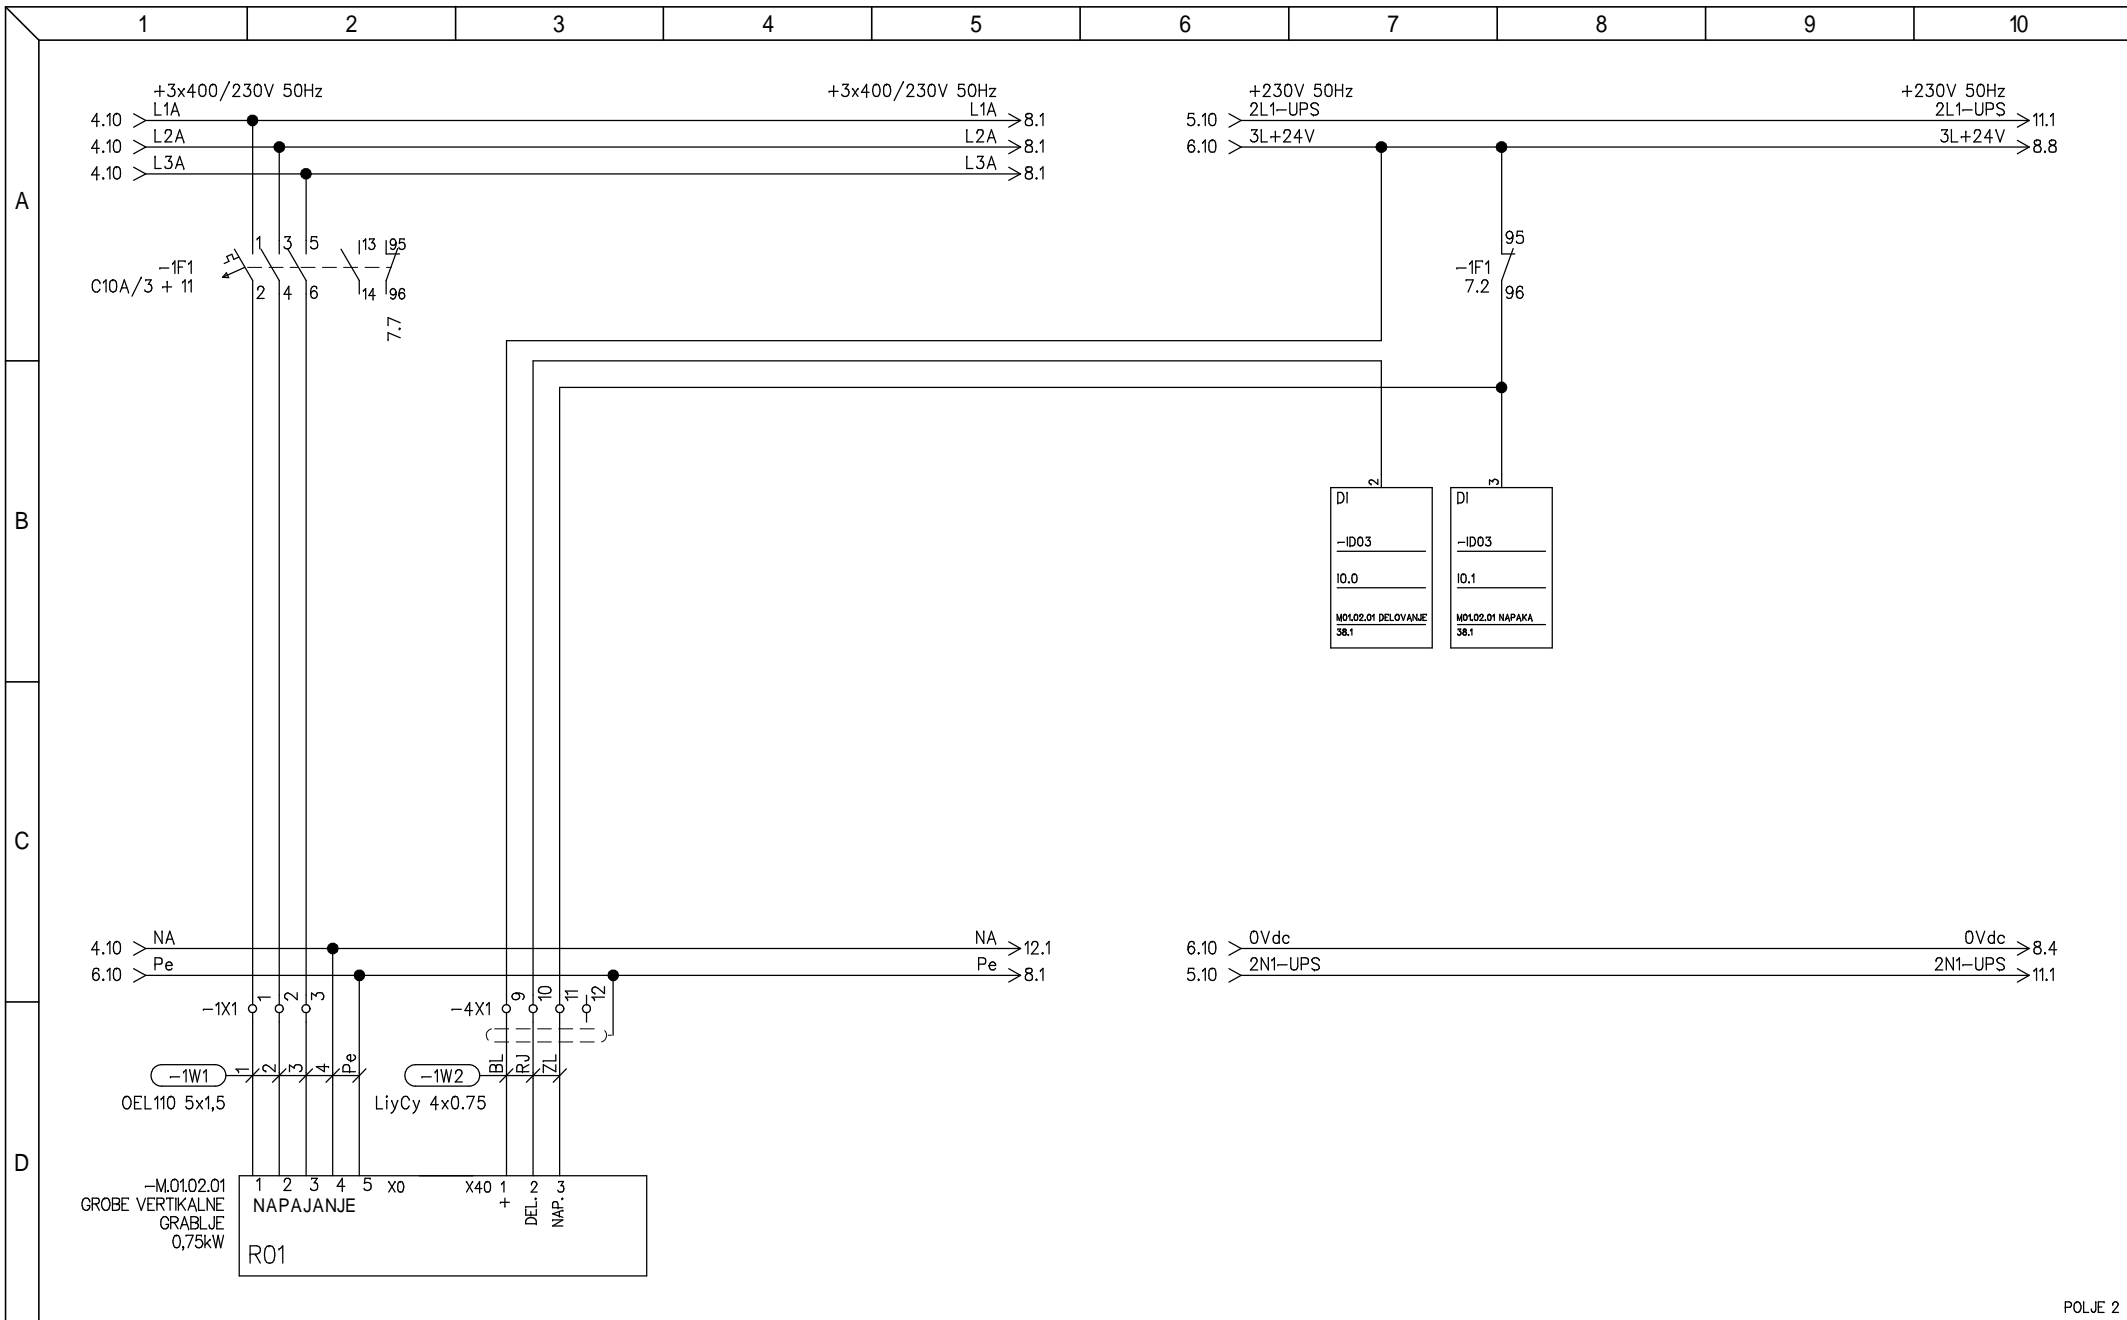 1 2 3 4 5 6 7 8 9 10
+3x400/230V 50Hz
+3x400/230V 50Hz
+230V 50Hz
+230V 50Hz
4.10 L1A
L1A 8.1
5.10 2L1-UPS
2L1-UPS 11.1
4.10 L2A
L2A 8.1
6.10 3L+24V
3L+24V 8.8
4.10 L3A
L3A 8.1
A
1 3 5 13 95
-1F1
C10A/3 + 11
2 4 6 14 96
7.7
95
-1F1
7.2
96
B
2
DI
-ID03
I0.0
M01.02.01 DELOVANJE
38.1
3
DI
-ID03
I0.1
M01.02.01 NAPAKA
38.1
C
4.10 NA
NA 12.1
6.10 0Vdc
0Vdc 8.4
6.10 Pe
Pe 8.1
5.10 2N1-UPS
2N1-UPS 11.1
-1X1 1 2 3
-4X1 9 10 11 12
-1W1 1 2 3 4 Pe
OEL110 5x1,5
-1W2 BL RJ ZL
LiyCy 4x0.75
D
-M.01.02.01
GROBE VERTIKALNE
GRABLJE
0,75kW
1 2 3 4 5 X0
X40 1 2 3
NAPAJANJE
+ DEL. NAP.
R01
POLJE 2